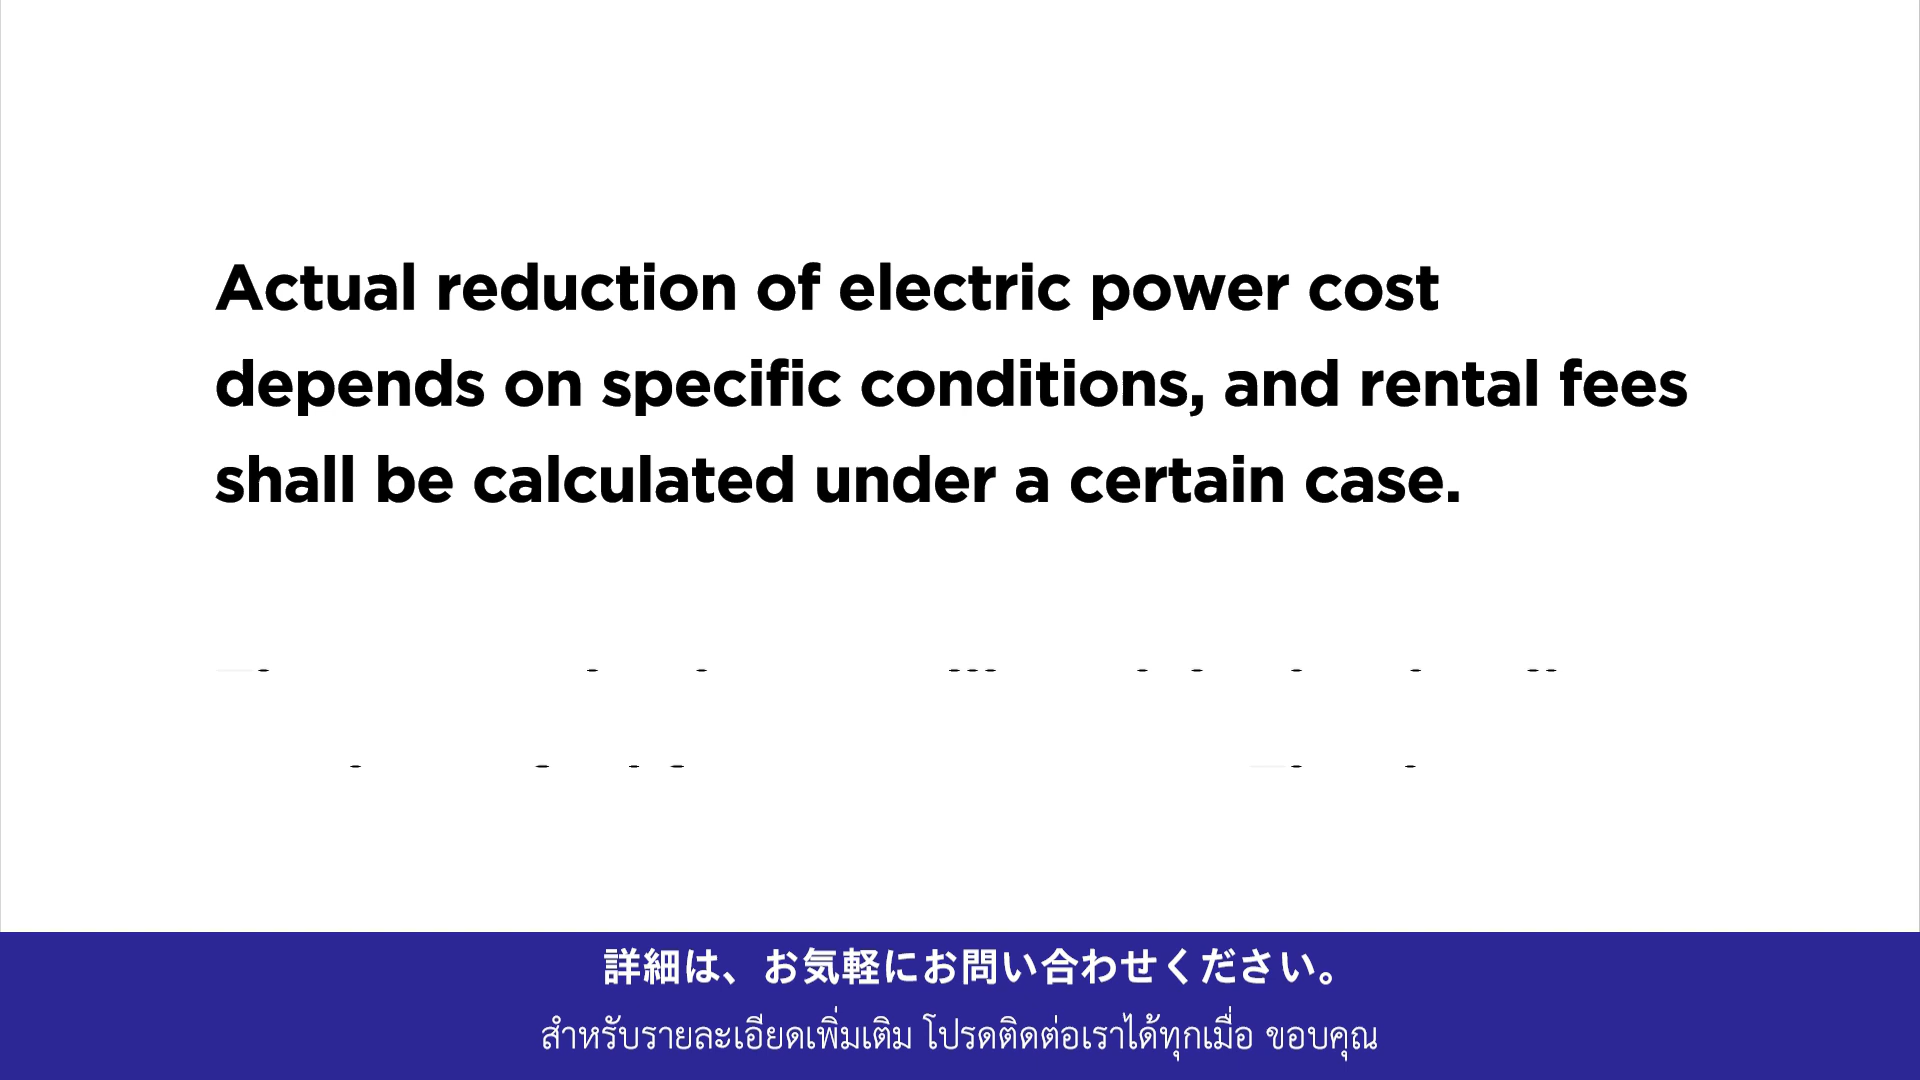 Actual reduction of electric power cost
depends on specific conditions, and rental fees
shall be calculated under a certain case.
詳細は、お気軽にお問い合わせください。
สำหรับรายละเอียดเพิ่มเติม โปรดติดต่อเราได้ทุกเมื่อ ขอบคุณ